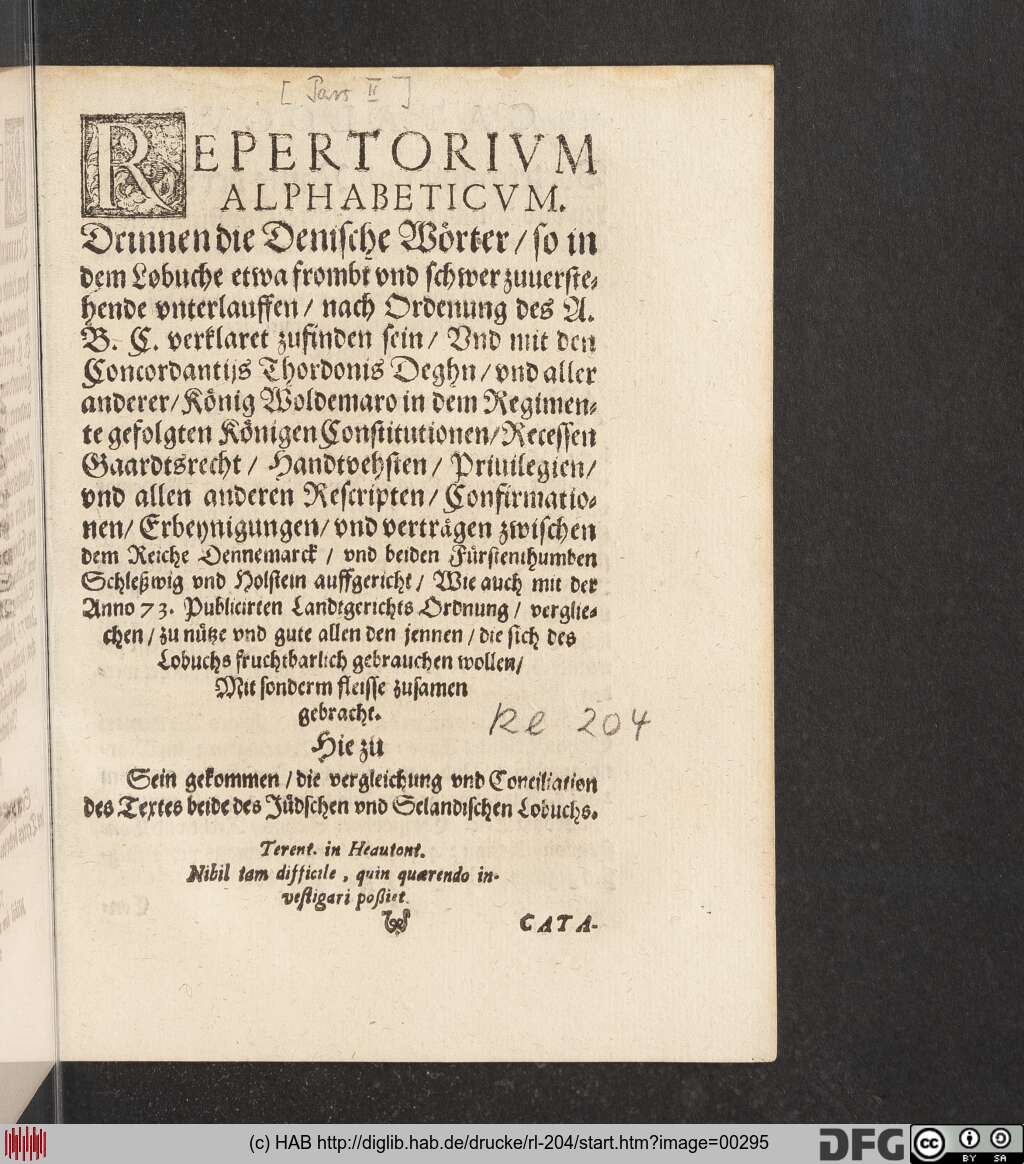 [ Pars II ]
REPERTORIVM
ALPHABETICVM.
Drinnen die Denische Wörter / so in
dem Lobuche etwa frombt vnd schwer zuuerste⸗
hende vnterlauffen / nach Ordenung des A.
B. C. verklaret zufinden sein / Vnd mit den
Concordantijs Thordonis Deghn / vnd aller
anderer / König Woldemaro in dem Regimen⸗
te gefolgten Königen Constitutionen / Recessen
Gaardtsrecht / Handtvehsten / Priuilegien /
vnd allen anderen Rescripten / Confirmatio⸗
nen / Erbeynigungen / vnd verträgen zwischen
dem Reiche Dennemarck / vnd beiden Fürstenthumben
Schleßwig vnd Holstein auffgericht / Wie auch mit der
Anno 73. Publicirten Landtgerichts Ordnung / verglie⸗
chen / zu nütze vnd gute allen den jennen / die sich des
Lobuchs fruchtbarlich gebrauchen wollen /
Mit sonderm fleisse zusamen
gebracht.
Re 204
Hie zu
Sein gekommen / die vergleichung vnd Conciliation
des Textes beide des Jüdschen vnd Selandischen Lobuchs.
Terent. in Heautont.
Nihil tam difficile , quin quærendo in-
vestigari poßiet.
CATA-
(c) HAB http://diglib.hab.de/drucke/rl-204/start.htm?image=00295
DFG
cc BY SA